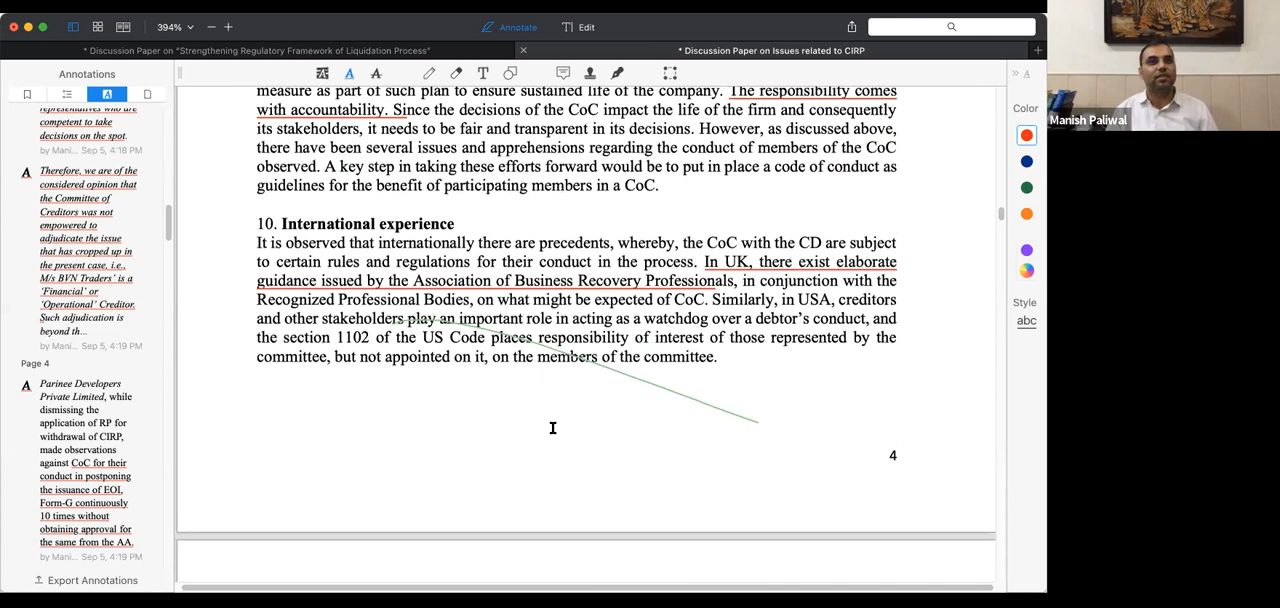 394%
Annotate
Edit
* Discussion Paper on "Strengthening Regulatory Framework of Liquidation Process"
* Discussion Paper on Issues related to CIRP
Annotations
representatives who are
competent to take
decisions on the spot.
by Mani... Sep 5, 4:18 PM
Therefore, we are of the
considered opinion that
the Committee of
Creditors was not
empowered to
adjudicate the issue
that has cropped up in
the present case, i.e.,
M/s BVN Traders' is a
'Financial' or
'Operational' Creditor.
Such adjudication is
beyond th...
by Mani... Sep 5, 4:19 PM
Page 4
Parinee Developers
Private Limited, while
dismissing the
application of RP for
withdrawal of CIRP,
made observations
against CoC for their
conduct in postponing
the issuance of EOI,
Form-G continuously
10 times without
obtaining approval for
the same from the AA.
by Mani... Sep 5, 4:19 PM
Export Annotations
measure as part of such plan to ensure sustained life of the company. The responsibility comes
with accountability. Since the decisions of the CoC impact the life of the firm and consequently
its stakeholders, it needs to be fair and transparent in its decisions. However, as discussed above,
there have been several issues and apprehensions regarding the conduct of members of the CoC
observed. A key step in taking these efforts forward would be to put in place a code of conduct as
guidelines for the benefit of participating members in a CoC.
10. International experience
It is observed that internationally there are precedents, whereby, the CoC with the CD are subject
to certain rules and regulations for their conduct in the process. In UK, there exist elaborate
guidance issued by the Association of Business Recovery Professionals, in conjunction with the
Recognized Professional Bodies, on what might be expected of CoC. Similarly, in USA, creditors
and other stakeholders play an important role in acting as a watchdog over a debtor's conduct, and
the section 1102 of the US Code places responsibility of interest of those represented by the
committee, but not appointed on it, on the members of the committee.
4
Color
Style
abc
Manish Paliwal